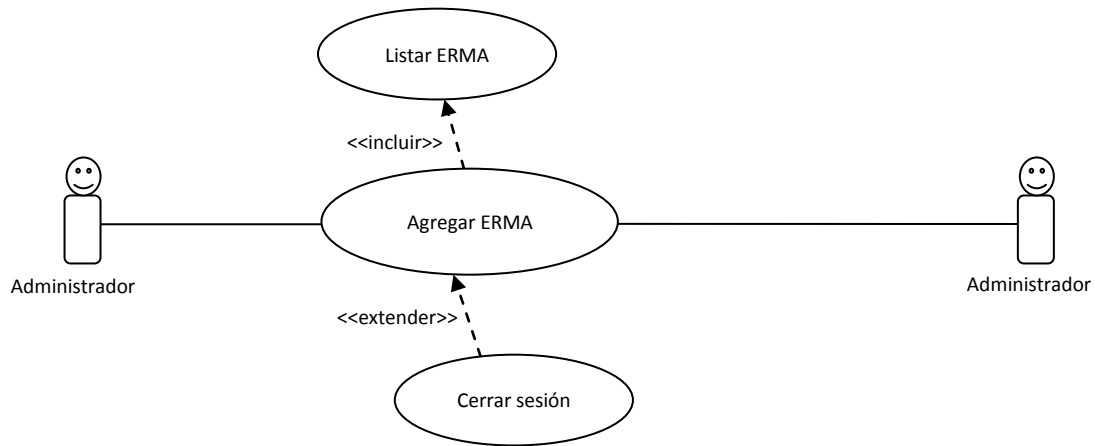 Listar ERMA
<<incluir>>
Agregar ERMA
Administrador
Administrador
<<extender>>
Cerrar sesión